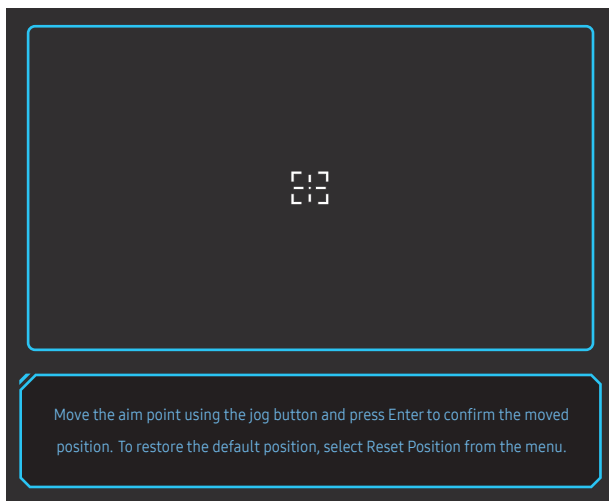 Move the aim point using the jog button and press Enter to confirm the moved
position. To restore the default position, select Reset Position from the menu.